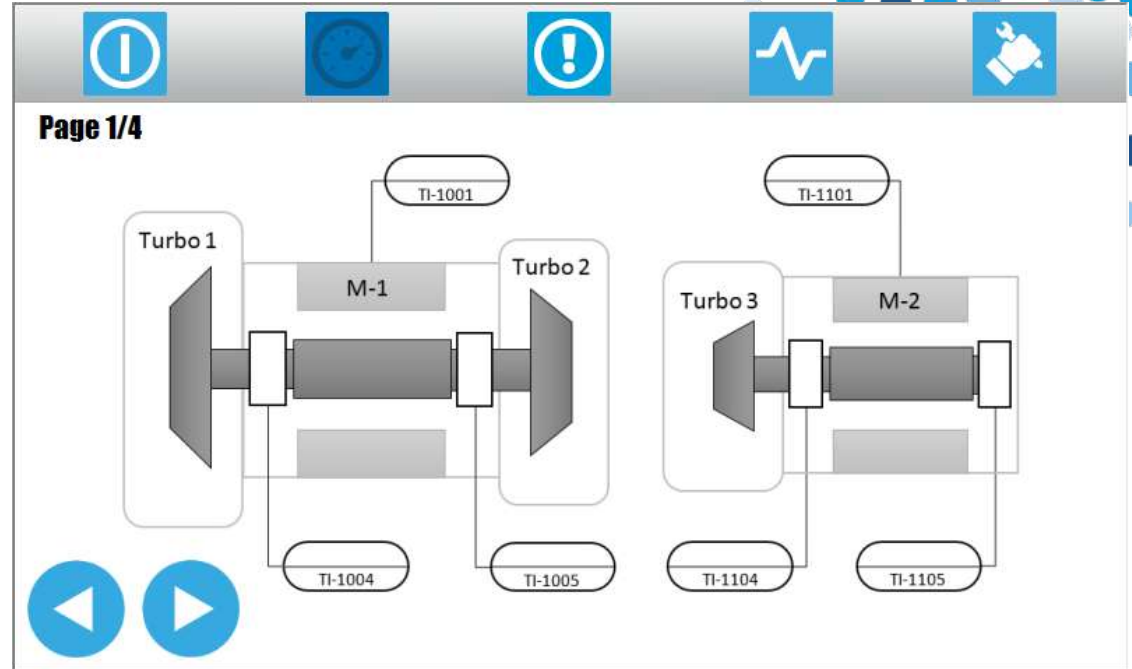 Page 1/4
TI-1001
TI-1101
Turbo 1
M-1
Turbo 2
Turbo 3
M-2
TI-1004
TI-1005
TI-1104
TI-1105